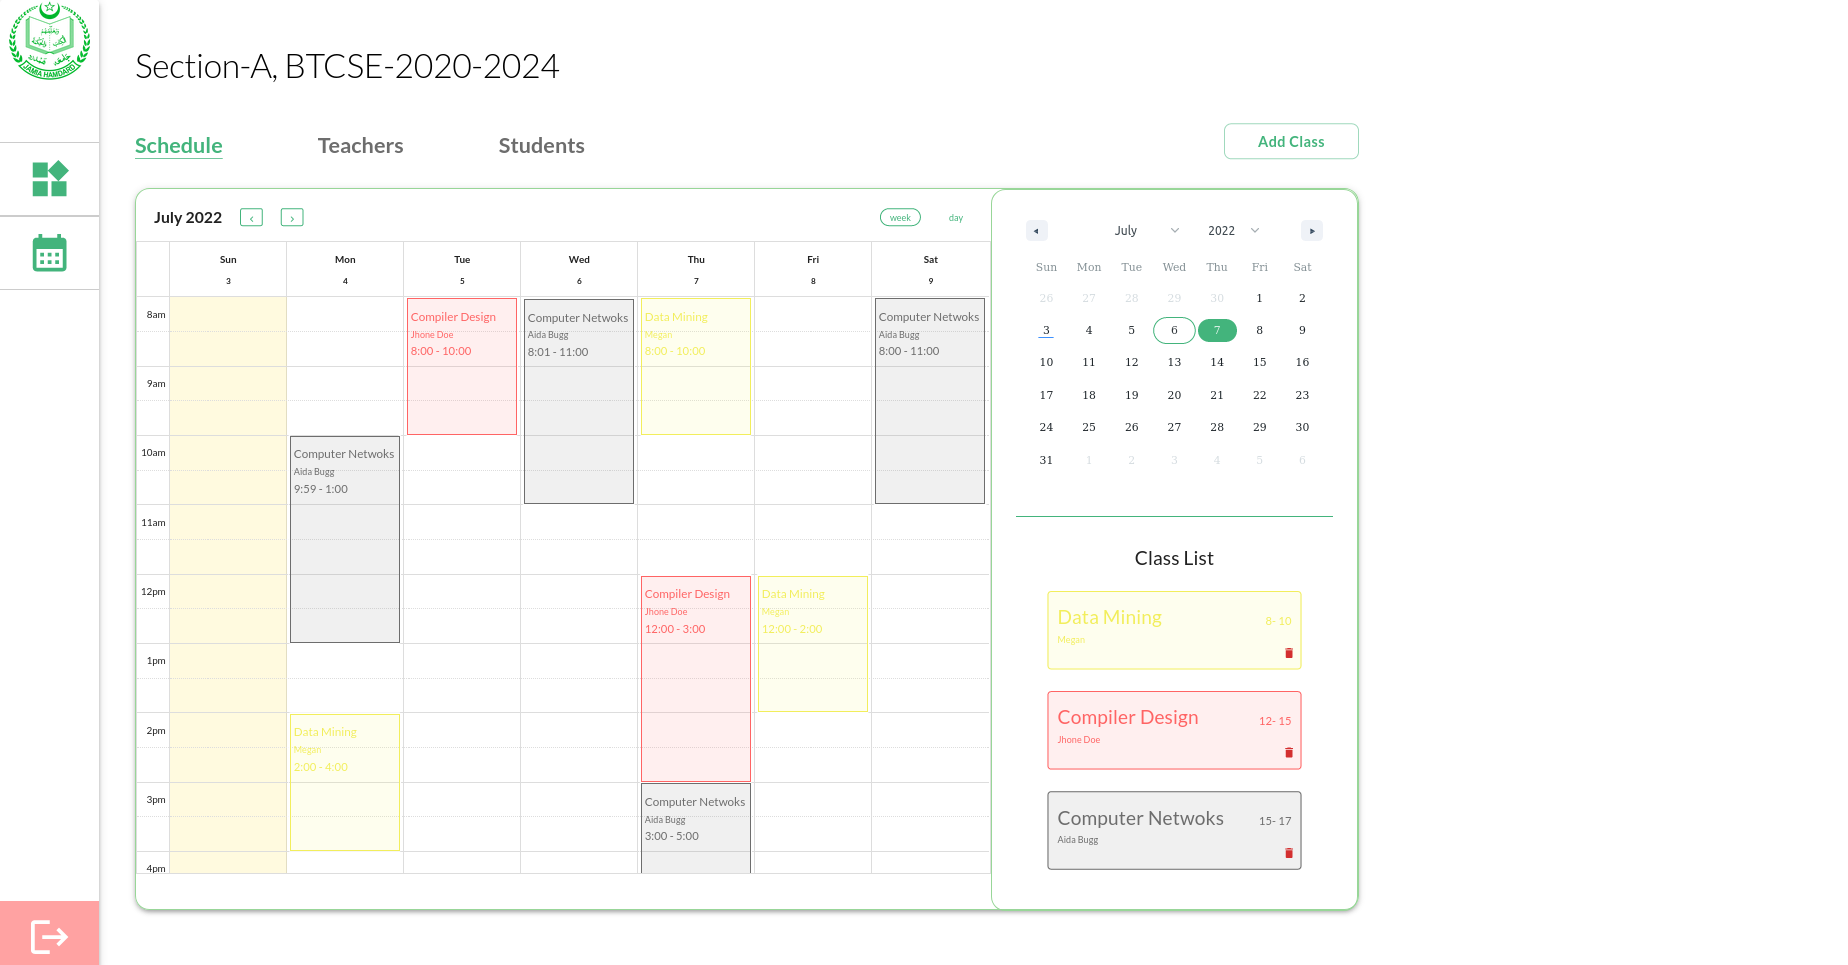 JAMIA HAMDARD
Section-A, BTCSE-2020-2024
Schedule
Teachers
Students
Add Class
July 2022
week
day
Sun
Mon
Tue
Wed
Thu
Fri
Sat
3
4
5
6
7
8
9
8am
9am
10am
11am
12pm
1pm
2pm
3pm
4pm
Computer Netwoks
Aida Bugg
9:59 - 1:00
Data Mining
Megan
2:00 - 4:00
Compiler Design
Jhone Doe
8:00 - 10:00
Computer Netwoks
Aida Bugg
8:01 - 11:00
Data Mining
Megan
8:00 - 10:00
Compiler Design
Jhone Doe
12:00 - 3:00
Computer Netwoks
Aida Bugg
3:00 - 5:00
Data Mining
Megan
12:00 - 2:00
Computer Netwoks
Aida Bugg
8:00 - 11:00
July 2022
Sun Mon Tue Wed Thu Fri Sat
26 27 28 29 30 1 2
3 4 5 6 7 8 9
10 11 12 13 14 15 16
17 18 19 20 21 22 23
24 25 26 27 28 29 30
31 1 2 3 4 5 6
Class List
Data Mining 8- 10
Megan
Compiler Design 12- 15
Jhone Doe
Computer Netwoks 15- 17
Aida Bugg